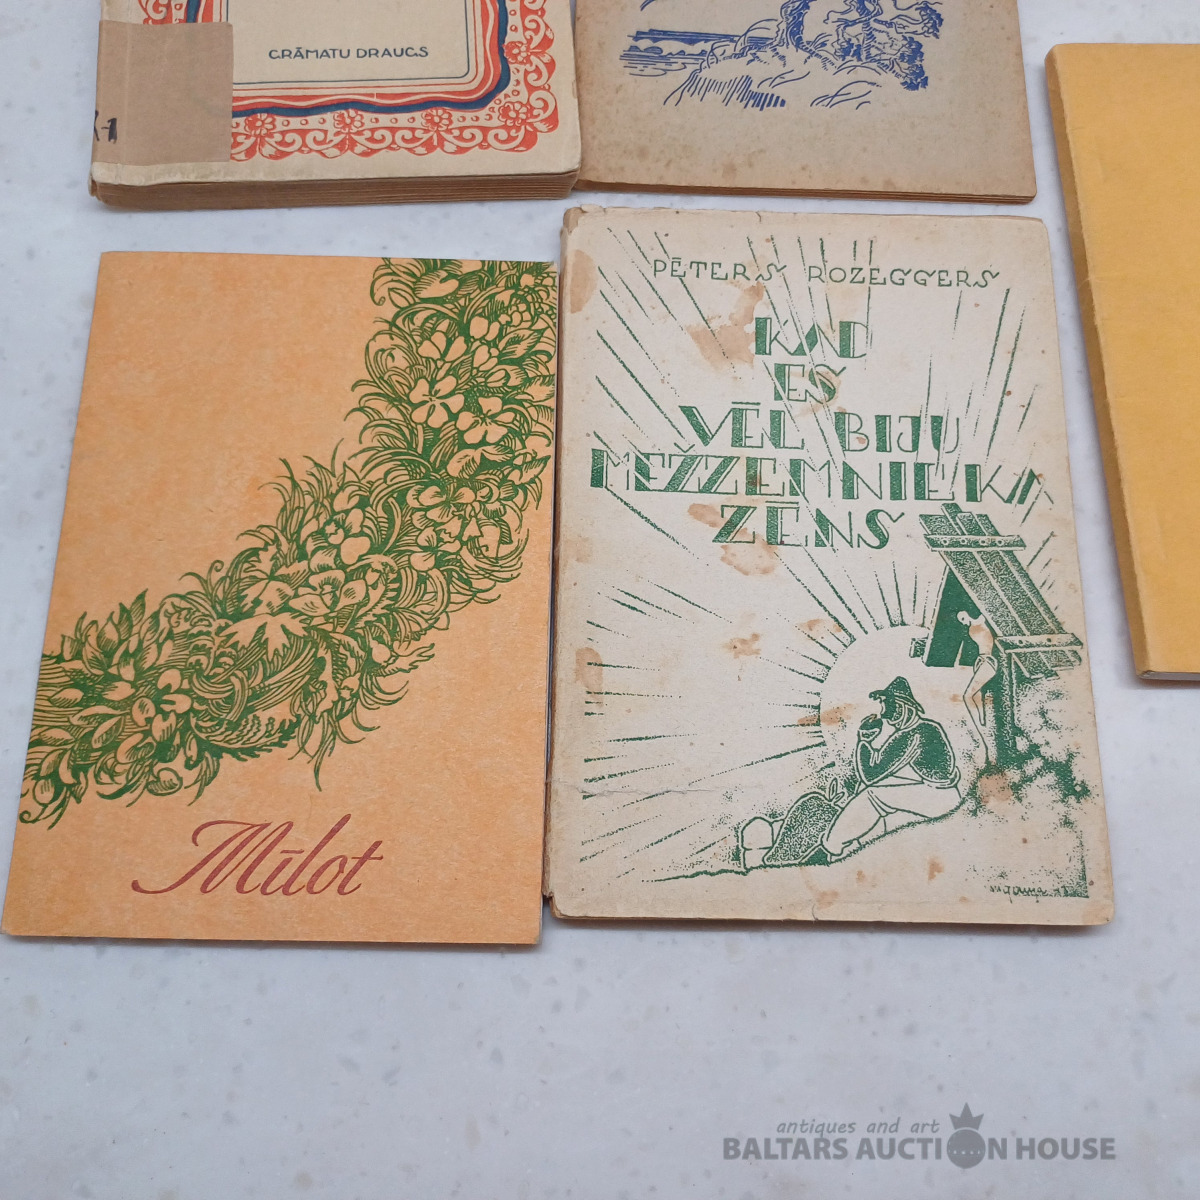 GRĀMATU DRAUGS
PĒTERS ROZEGGERS
KAD
ES
VĒL BIJU
MEŽZEMNIEKA
ZĒNS
Mīlot
antiques and art
BALTARS AUCTION HOUSE